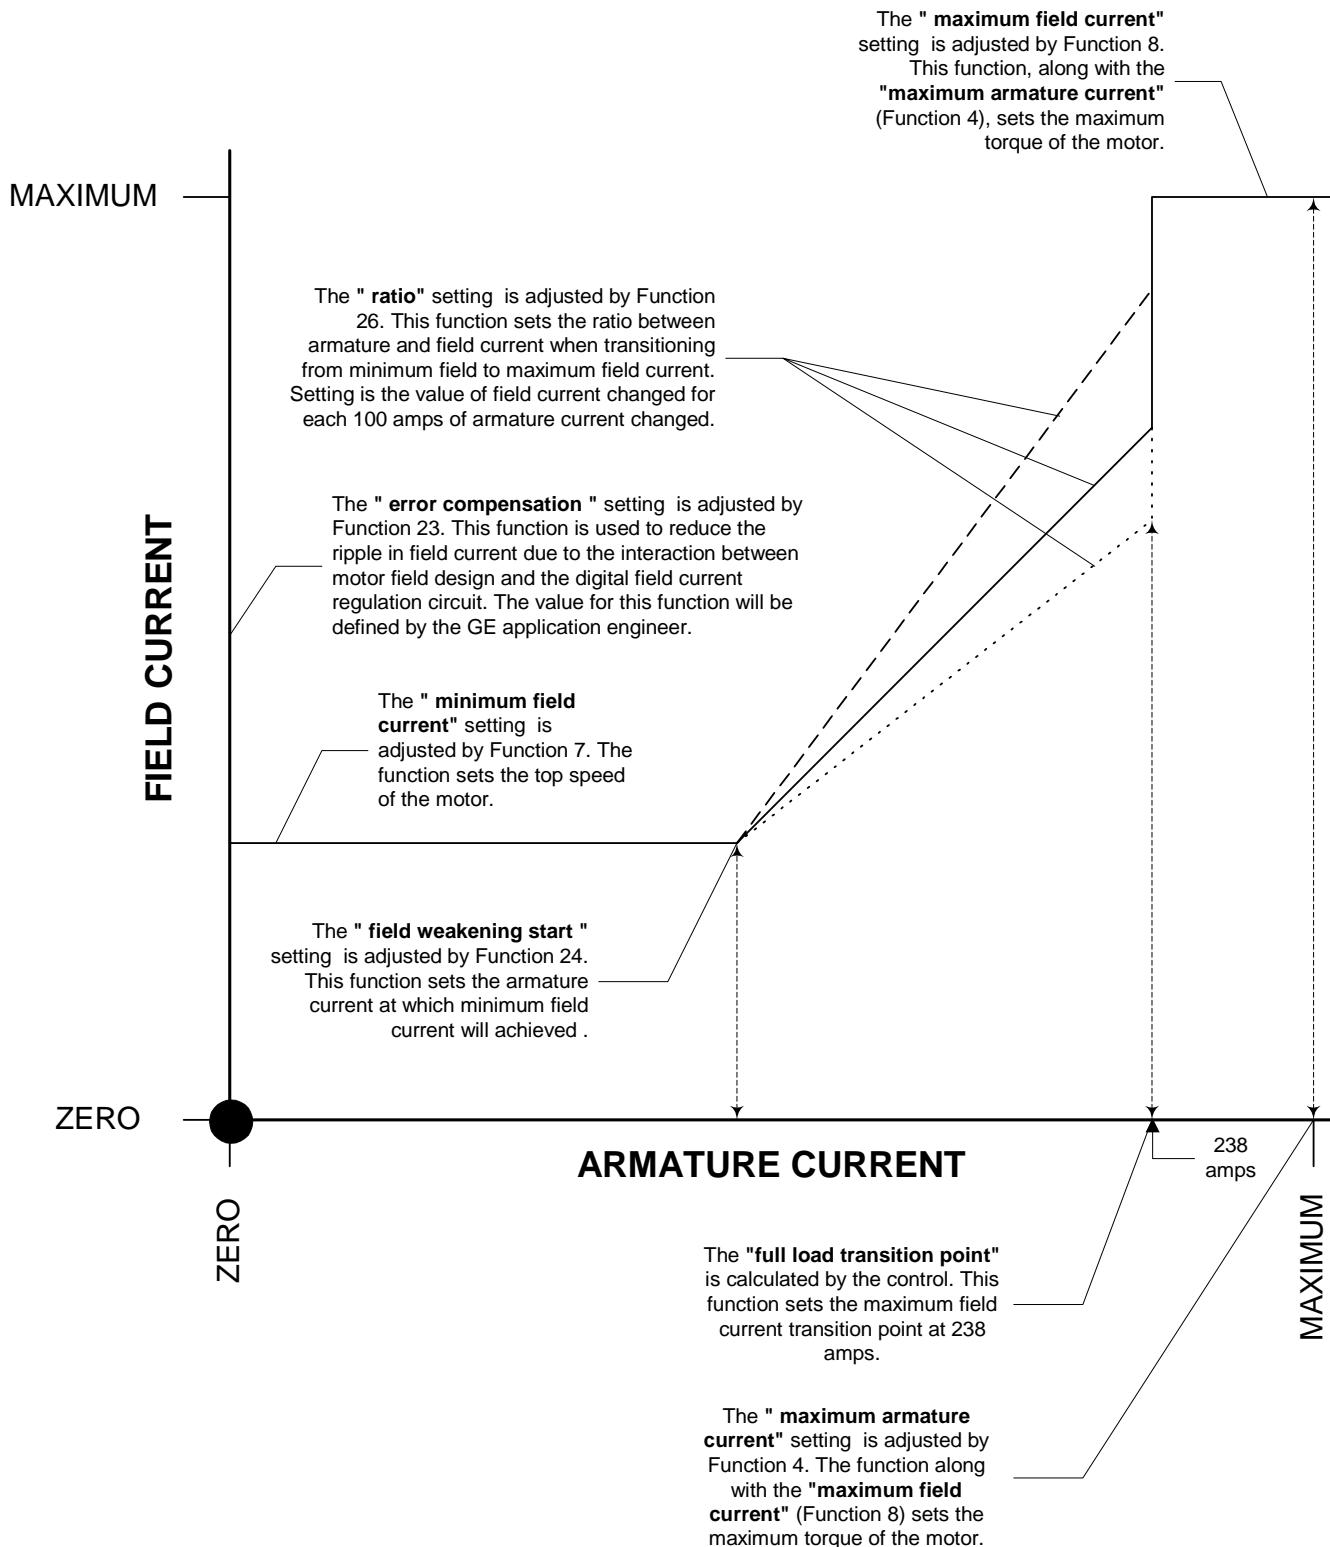 The " maximum field current"
setting is adjusted by Function 8.
This function, along with the
"maximum armature current"
(Function 4), sets the maximum
torque of the motor.
MAXIMUM
The " ratio" setting is adjusted by Function
26. This function sets the ratio between
armature and field current when transitioning
from minimum field to maximum field current.
Setting is the value of field current changed for
each 100 amps of armature current changed.
The " error compensation " setting is adjusted by
Function 23. This function is used to reduce the
ripple in field current due to the interaction between
motor field design and the digital field current
regulation circuit. The value for this function will be
defined by the GE application engineer.
FIELD CURRENT
The " minimum field
current" setting is
adjusted by Function 7. The
function sets the top speed
of the motor.
The " field weakening start "
setting is adjusted by Function 24.
This function sets the armature
current at which minimum field
current will achieved .
ZERO
ARMATURE CURRENT
238
amps
ZERO
MAXIMUM
The "full load transition point"
is calculated by the control. This
function sets the maximum field
current transition point at 238
amps.
The " maximum armature
current" setting is adjusted by
Function 4. The function along
with the "maximum field
current" (Function 8) sets the
maximum torque of the motor.